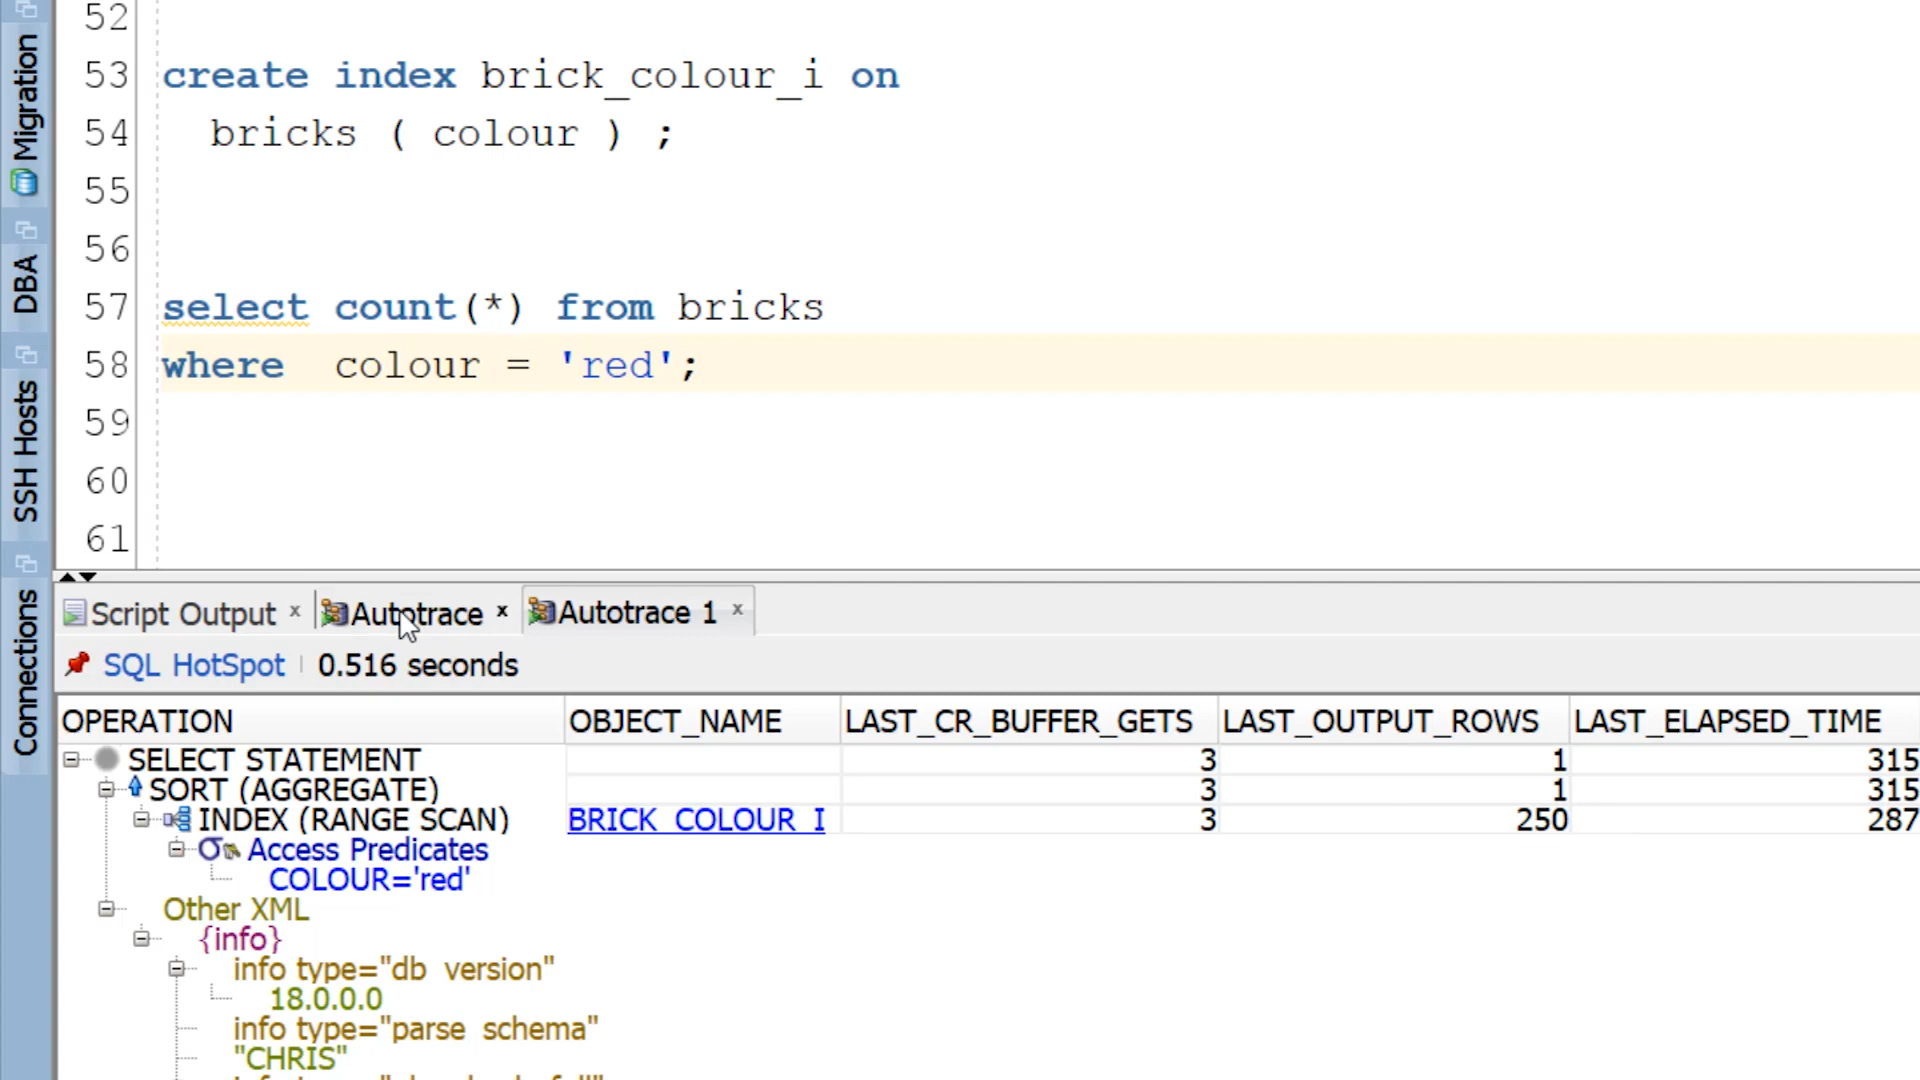 Migration
DBA
SSH Hosts
Connections
52
53 create index brick_colour_i on
54 bricks ( colour ) ;
55
56
57 select count(*) from bricks
58 where colour = 'red';
59
60
61
Script Output x Autotrace x Autotrace 1 x
SQL HotSpot 0.516 seconds
OPERATION OBJECT_NAME LAST_CR_BUFFER_GETS LAST_OUTPUT_ROWS LAST_ELAPSED_TIME
SELECT STATEMENT 3 1 315
SORT (AGGREGATE) 3 1 315
INDEX (RANGE SCAN) BRICK_COLOUR_I 3 250 287
Access Predicates
COLOUR='red'
Other XML
{info}
info type="db_version"
18.0.0.0
info type="parse_schema"
"CHRIS"